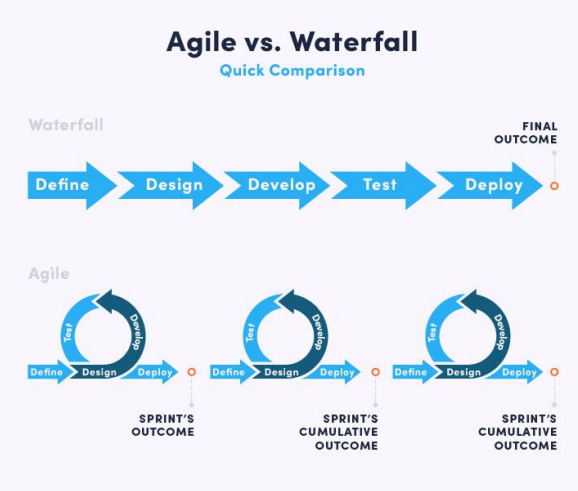 Agile vs. Waterfall
Quick Comparison
Waterfall
FINAL
OUTCOME
Define
Design
Develop
Test
Deploy
Agile
Test
Develop
Define
Design
Deploy
Test
Develop
Define
Design
Deploy
Test
Develop
Define
Design
Deploy
SPRINT'S
OUTCOME
SPRINT'S
CUMULATIVE
OUTCOME
SPRINT'S
CUMULATIVE
OUTCOME